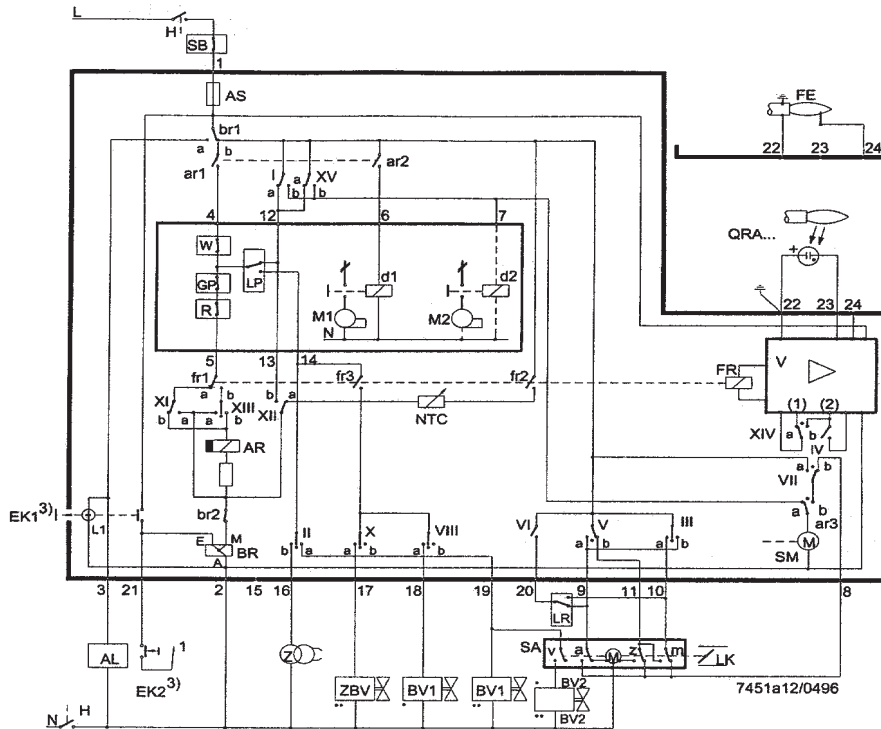 L
H
SB
1
AS
FE
br1
a b
22 23 24
ar1
ar2
I
a XV
a b b
4 12 6 7
QRA...
W
+
LP
GP
d1
d2
R
22 23 24
M1
M2
N
V
5 13 14
fr1
fr3
fr2
FR
a b
XI
b
b a
XIII
a b
XII
a
NTC
(1) (2)
XIV
a b
IV
AR
a b
VII
br2
a b
ar3
EK1³⁾
L1
E M
BR
A
II
b a
X
a b
VIII
a b
VI
V
a b
III
a b
M
SM
3 21 2 15 16 17 18 19 20 9 11 10 8
LR
AL
1
EK2³⁾
Z
SA
v a M z m
LK
ZBV
BV1
BV1
BV2
BV2
7451a12/0496
N H